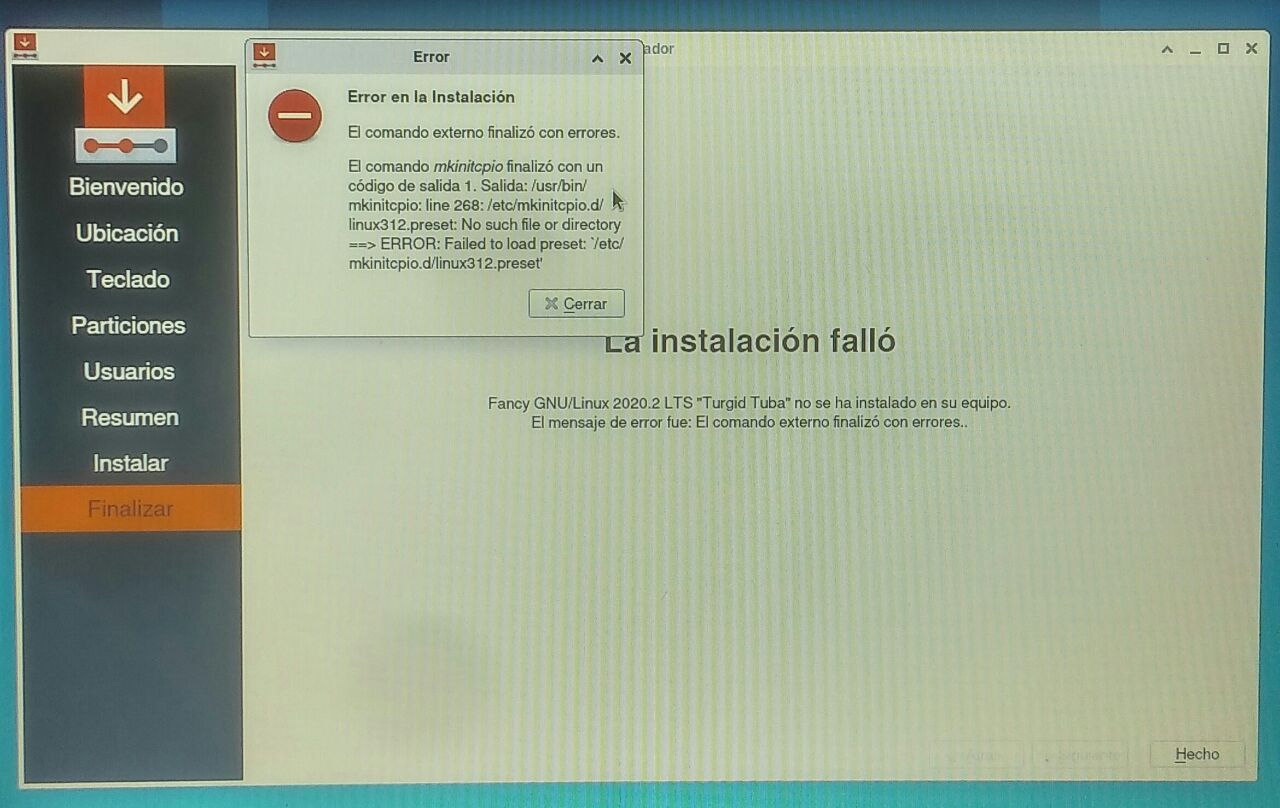 Error
ador
Error en la Instalación
El comando externo finalizó con errores.
El comando mkinitcpio finalizó con un
código de salida 1. Salida: /usr/bin/
mkinitcpio: line 268: /etc/mkinitcpio.d/
linux312.preset: No such file or directory
==> ERROR: Failed to load preset: `/etc/
mkinitcpio.d/linux312.preset'
Cerrar
Bienvenido
Ubicación
Teclado
Particiones
Usuarios
Resumen
Instalar
Finalizar
La instalación falló
Fancy GNU/Linux 2020.2 LTS "Turgid Tuba" no se ha instalado en su equipo.
El mensaje de error fue: El comando externo finalizó con errores..
Hecho